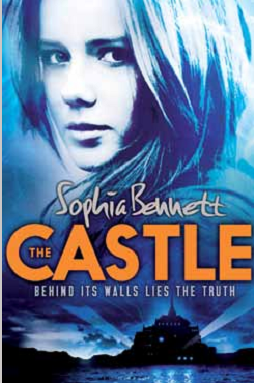 Sophia Bennett
THE CASTLE
BEHIND ITS WALLS LIES THE TRUTH